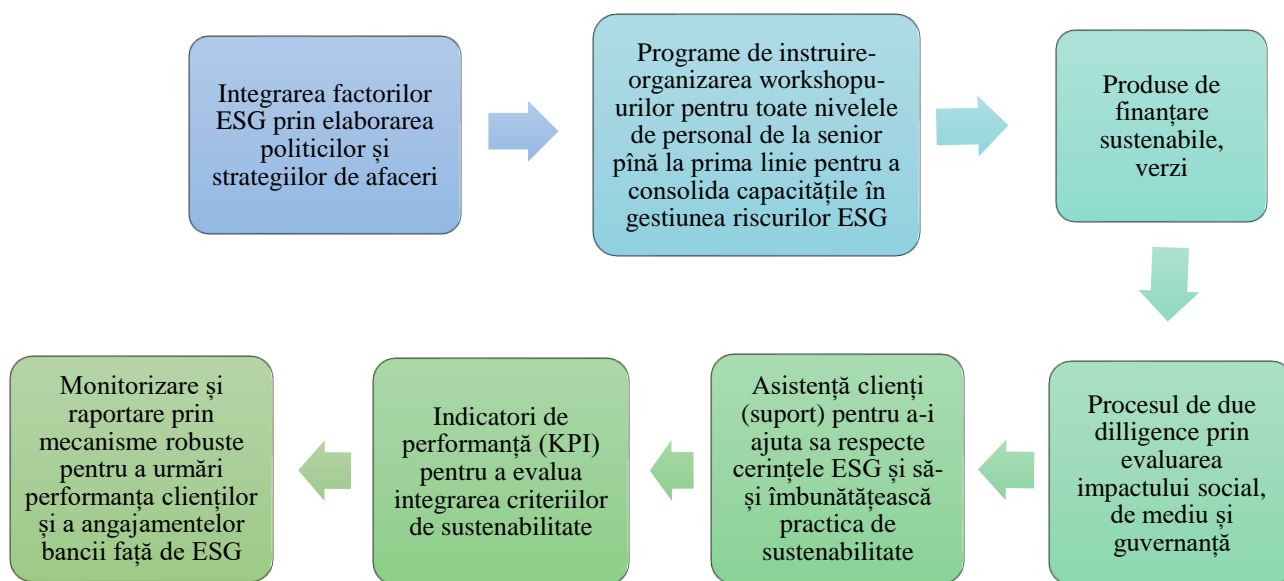 Integrarea factorilor
ESG prin elaborarea
politicilor și
strategiilor de afaceri
Programe de instruire-
organizarea workshopu-
urilor pentru toate nivelele
de personal de la senior
pînă la prima linie pentru a
consolida capacitățile în
gestiunea riscurilor ESG
Produse de
finanțare
sustenabile,
verzi
Procesul de due
dilligence prin
evaluarea
impactului social,
de mediu și
guvernanță
Asistență clienți
(suport) pentru a-i
ajuta sa respecte
cerințele ESG și să-
și îmbunătățească
practica de
sustenabilitate
Indicatori de
performanță (KPI)
pentru a evalua
integrarea criteriilor
de sustenabilitate
Monitorizare și
raportare prin
mecanisme robuste
pentru a urmări
performanța clienților
și a angajamentelor
bancii față de ESG